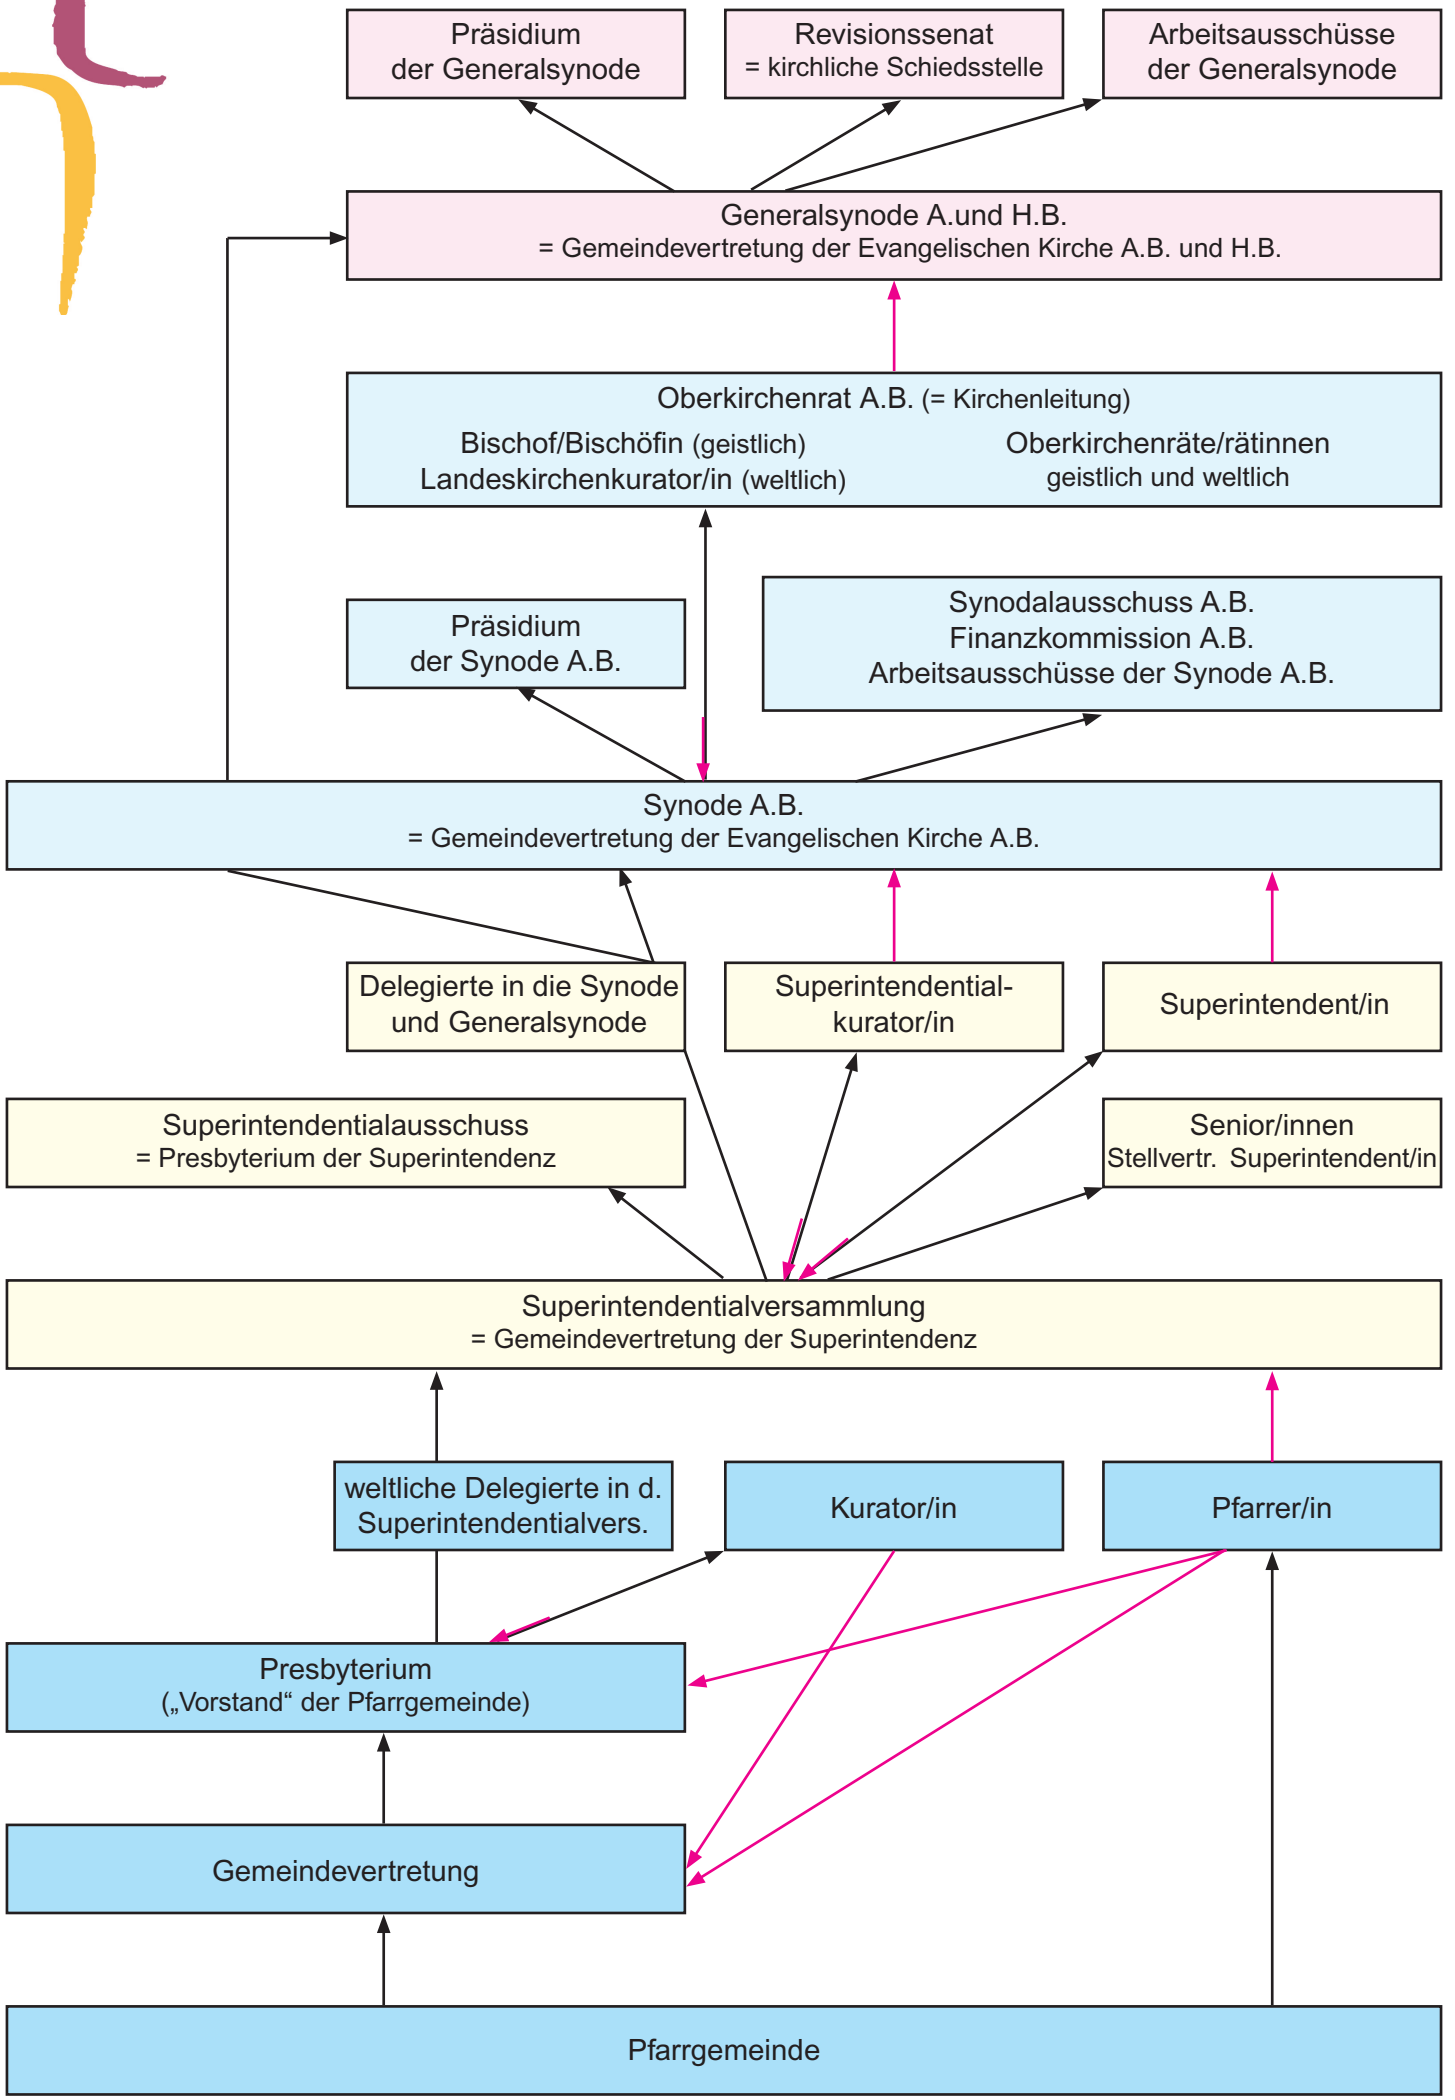 Präsidium
der Generalsynode
Revisionssenat
= kirchliche Schiedsstelle
Arbeitsausschüsse
der Generalsynode
Generalsynode A.und H.B.
= Gemeindevertretung der Evangelischen Kirche A.B. und H.B.
Oberkirchenrat A.B. (= Kirchenleitung)
Bischof/Bischöfin (geistlich)
Landeskirchenkurator/in (weltlich)
Oberkirchenräte/rätinnen
geistlich und weltlich
Präsidium
der Synode A.B.
Synodalausschuss A.B.
Finanzkommission A.B.
Arbeitsausschüsse der Synode A.B.
Synode A.B.
= Gemeindevertretung der Evangelischen Kirche A.B.
Delegierte in die Synode
und Generalsynode
Superintendential-
kurator/in
Superintendent/in
Superintendentialausschuss
= Presbyterium der Superintendenz
Senior/innen
Stellvertr. Superintendent/in
Superintendentialversammlung
= Gemeindevertretung der Superintendenz
weltliche Delegierte in d.
Superintendentialvers.
Kurator/in
Pfarrer/in
Presbyterium
(„Vorstand“ der Pfarrgemeinde)
Gemeindevertretung
Pfarrgemeinde